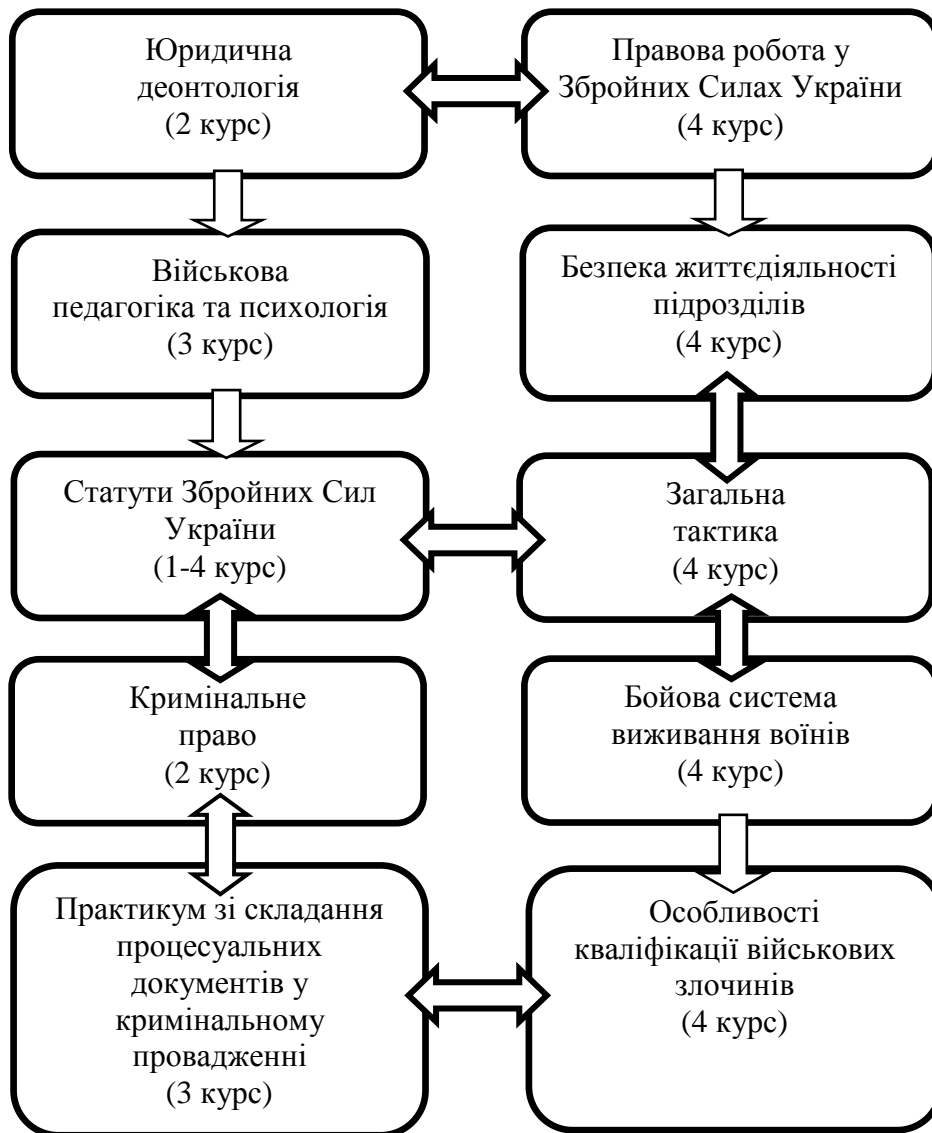 Юридична
деонтологія
(2 курс)
Правова робота у
Збройних Силах України
(4 курс)
Військова
педагогіка та психологія
(3 курс)
Безпека життєдіяльності
підрозділів
(4 курс)
Статути Збройних Сил
України
(1-4 курс)
Загальна
тактика
(4 курс)
Кримінальне
право
(2 курс)
Бойова система
виживання воїнів
(4 курс)
Практикум зі складання
процесуальних
документів у
кримінальному
провадженні
(3 курс)
Особливості
кваліфікації військових
злочинів
(4 курс)